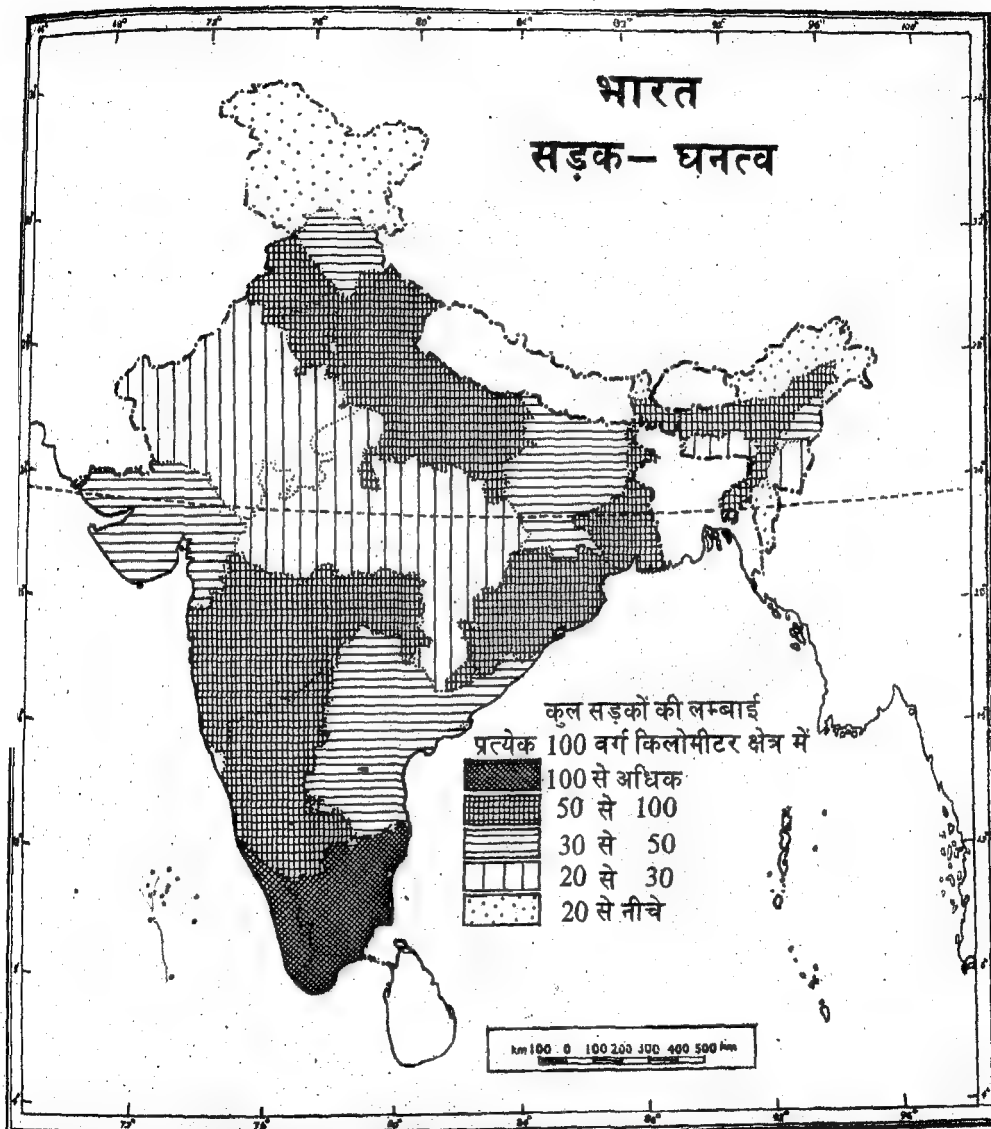 भारत
सड़क – घनत्व
कुल सड़कों की लम्बाई
प्रत्येक 100 वर्ग किलोमीटर क्षेत्र में
100 से अधिक
50 से 100
30 से 50
20 से 30
20 से नीचे
km 100 0 100 200 300 400 500 km